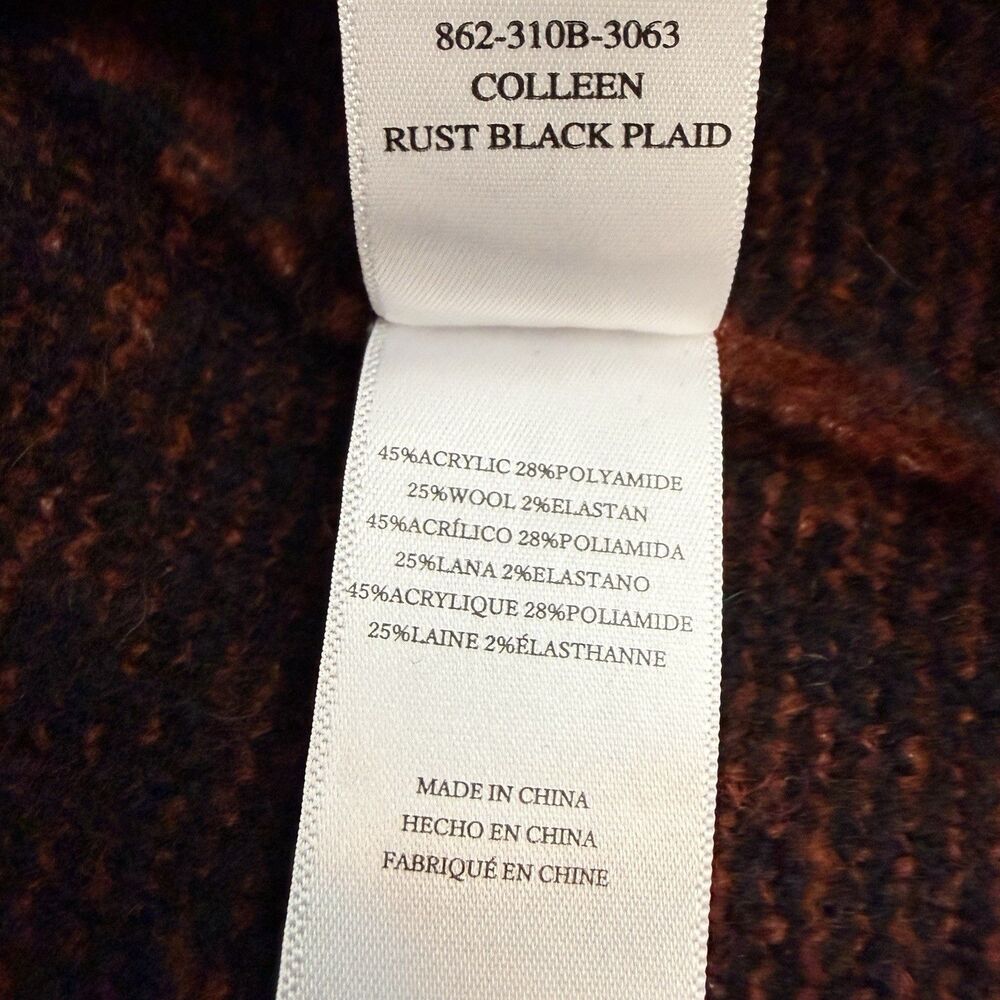 862-310B-3063
COLLEEN
RUST BLACK PLAID
45%ACRYLIC 28%POLYAMIDE
25%WOOL 2%ELASTAN
45%ACRÍLICO 28%POLIAMIDA
25%LANA 2%ELASTANO
45%ACRYLIQUE 28%POLIAMIDE
25%LAINE 2%ÉLASTHANNE
MADE IN CHINA
HECHO EN CHINA
FABRIQUÉ EN CHINE